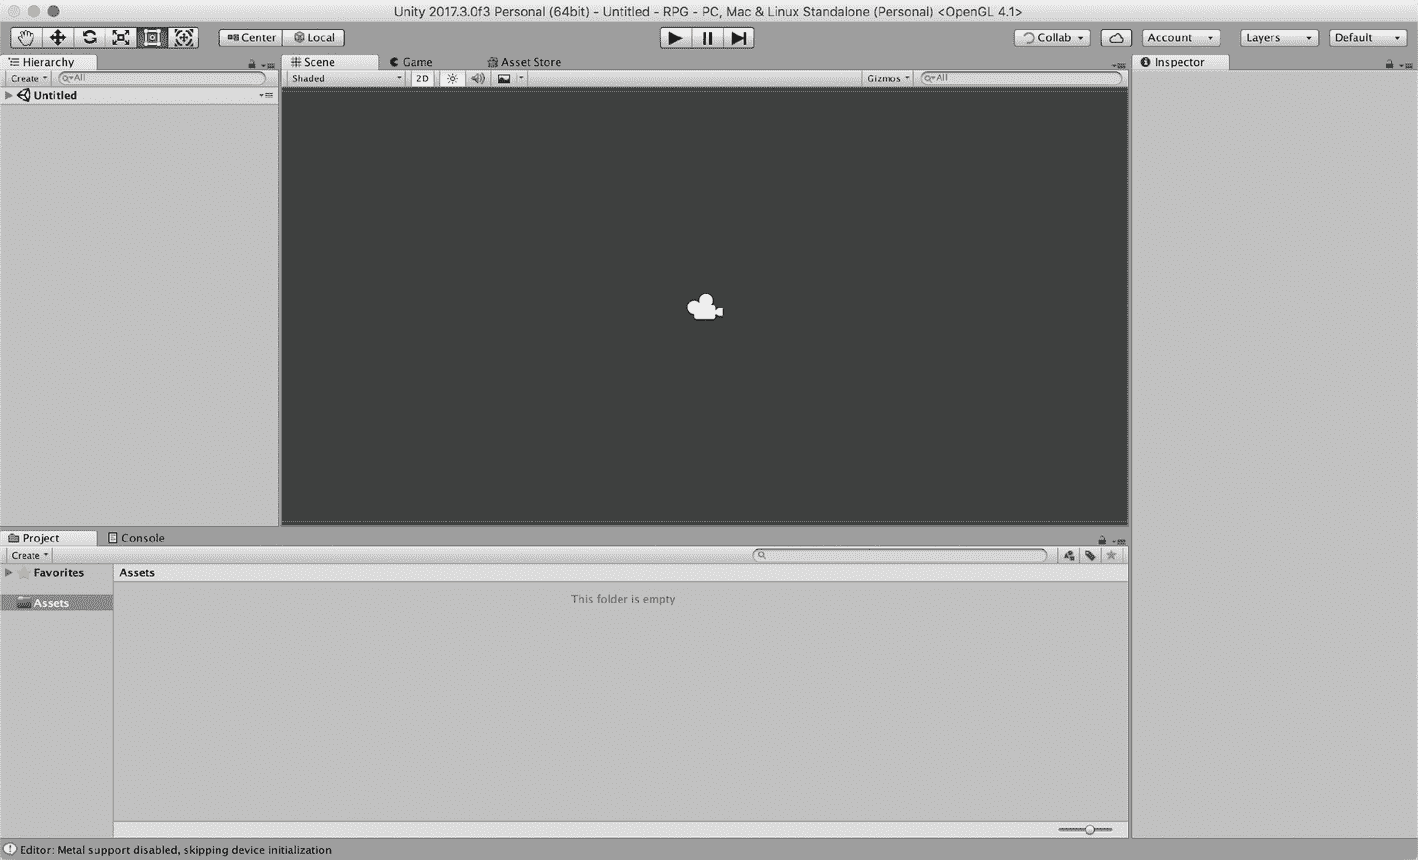 Unity 2017.3.0f3 Personal (64bit) - Untitled - RPG - PC, Mac & Linux Standalone (Personal) <OpenGL 4.1>
Center Local Collab Account Layers Default
Hierarchy Scene Game Asset Store Inspector
Create All Shaded 2D Gizmos All
Untitled
Project Console
Create
Favorites Assets
This folder is empty
Assets
Editor: Metal support disabled, skipping device initialization